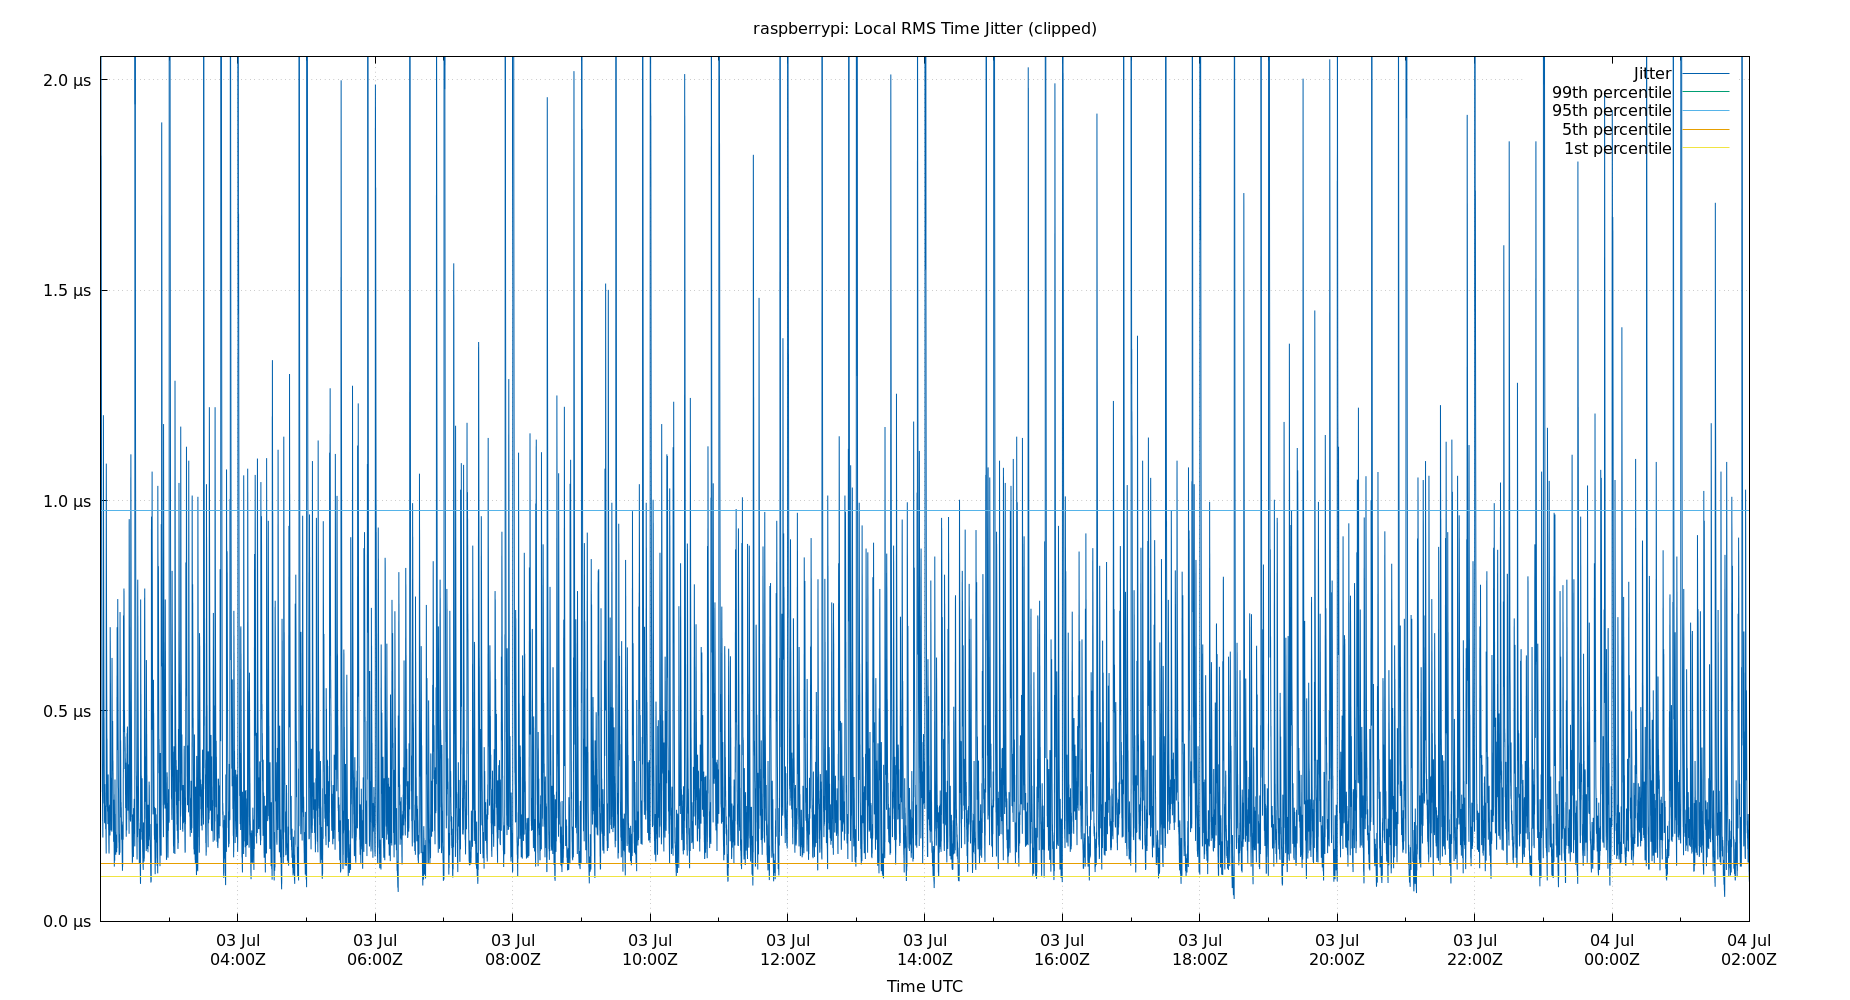 raspberrypi: Local RMS Time Jitter (clipped)
2.0 µs
1.5 µs
1.0 µs
0.5 µs
0.0 µs
Jitter
99th percentile
95th percentile
5th percentile
1st percentile
03 Jul 03 Jul 03 Jul 03 Jul 03 Jul 03 Jul 03 Jul 03 Jul 03 Jul 03 Jul 04 Jul 04 Jul
04:00Z 06:00Z 08:00Z 10:00Z 12:00Z 14:00Z 16:00Z 18:00Z 20:00Z 22:00Z 00:00Z 02:00Z
Time UTC